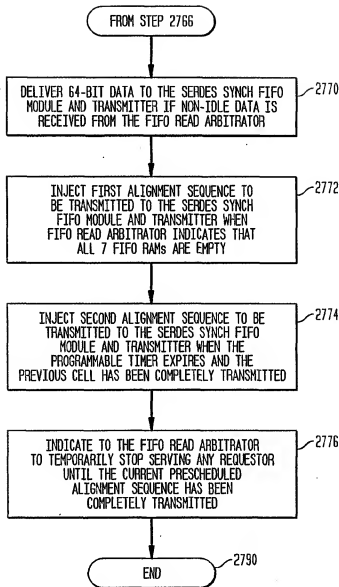 FROM STEP 2766
DELIVER 64-BIT DATA TO THE SERDES SYNCH FIFO
MODULE AND TRANSMITTER IF NON-IDLE DATA IS
RECEIVED FROM THE FIFO READ ARBITRATOR
2770
INJECT FIRST ALIGNMENT SEQUENCE TO
BE TRANSMITTED TO THE SERDES SYNCH
FIFO MODULE AND TRANSMITTER WHEN
FIFO READ ARBITRATOR INDICATES THAT
ALL 7 FIFO RAMs ARE EMPTY
2772
INJECT SECOND ALIGNMENT SEQUENCE TO BE
TRANSMITTED TO THE SERDES SYNCH FIFO
MODULE AND TRANSMITTER WHEN THE
PROGRAMMABLE TIMER EXPIRES AND THE
PREVIOUS CELL HAS BEEN COMPLETELY TRANSMITTED
2774
INDICATE TO THE FIFO READ ARBITRATOR
TO TEMPORARILY STOP SERVING ANY REQUESTOR
UNTIL THE CURRENT PRESCHEDULED
ALIGNMENT SEQUENCE HAS BEEN
COMPLETELY TRANSMITTED
2776
END
2790